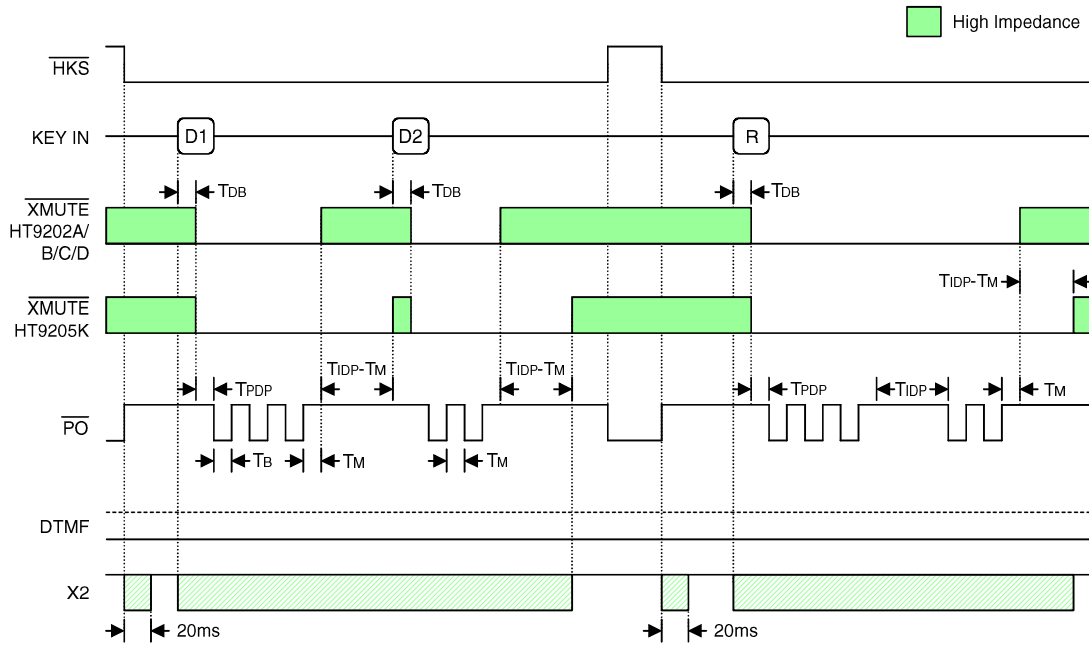 High Impedance
HKS
KEY IN D1 D2 R
TDB TDB TDB
XMUTE
HT9202A/
B/C/D
TIDP-TM
XMUTE
HT9205K
TIDP-TM TIDP-TM
TPDP TPDP TIDP TM
PO
TB TM TM
DTMF
X2
20ms 20ms